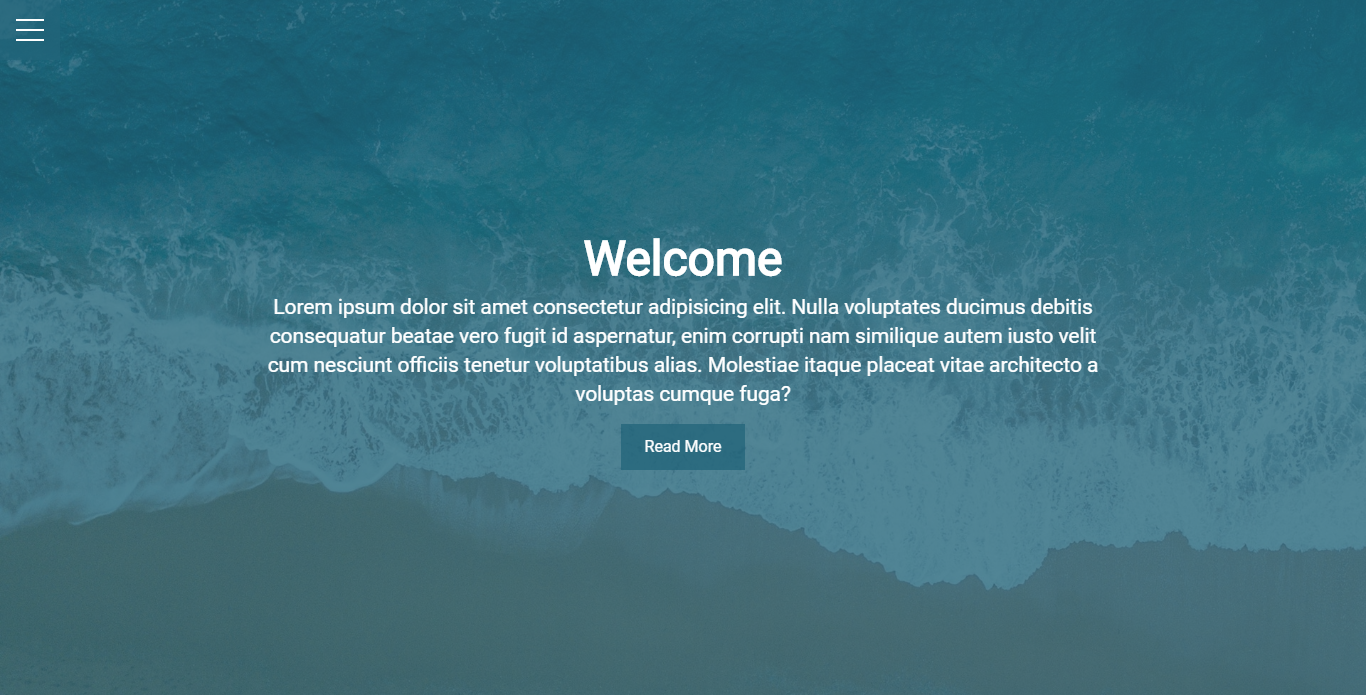 Welcome
Lorem ipsum dolor sit amet consectetur adipisicing elit. Nulla voluptates ducimus debitis
consequatur beatae vero fugit id aspernatur, enim corrupti nam similique autem iusto velit
cum nesciunt officiis tenetur voluptatibus alias. Molestiae itaque placeat vitae architecto a
voluptas cumque fuga?
Read More